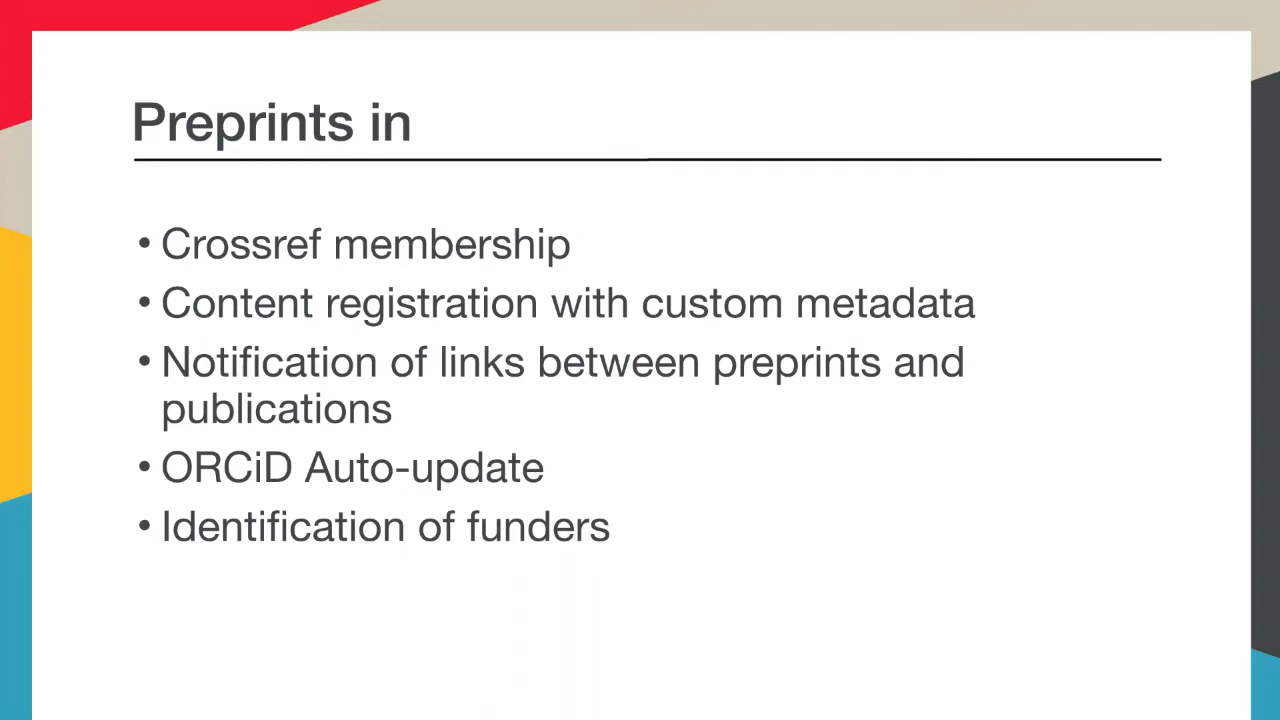 Preprints in
• Crossref membership
• Content registration with custom metadata
• Notification of links between preprints and
publications
• ORCiD Auto-update
• Identification of funders